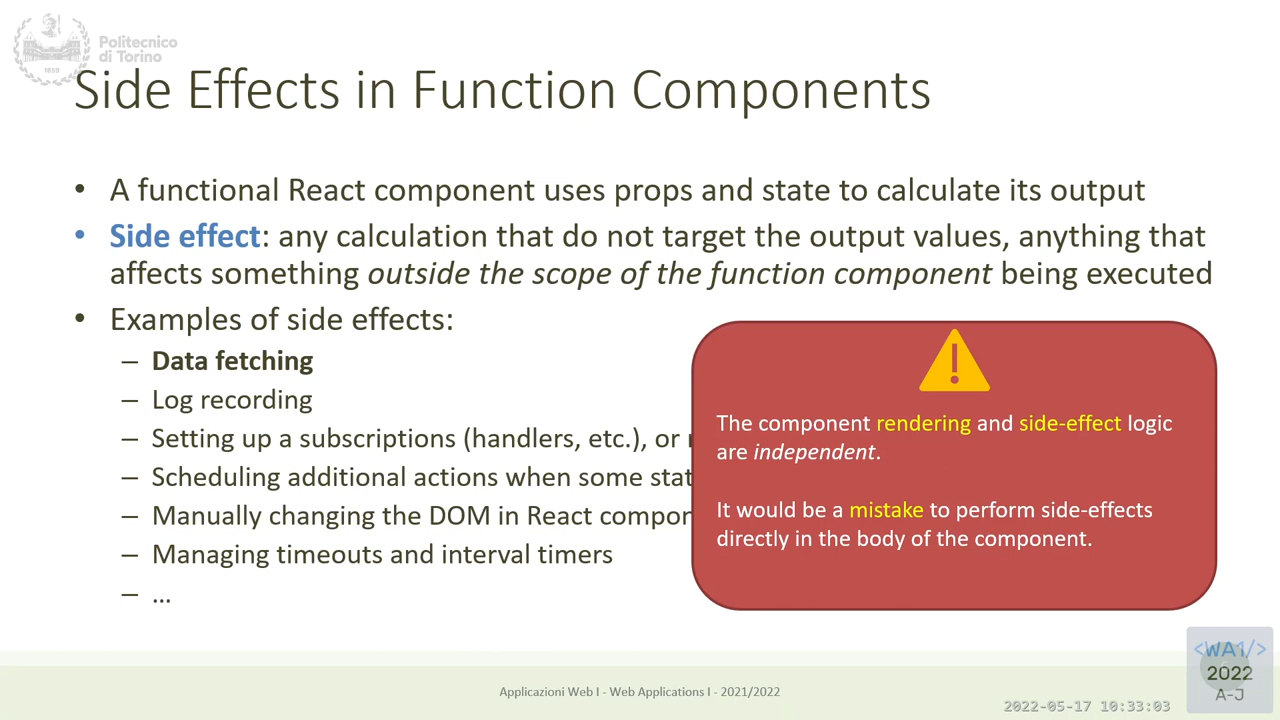 Politecnico
di Torino
1859
Side Effects in Function Components
• A functional React component uses props and state to calculate its output
• Side effect: any calculation that do not target the output values, anything that
affects something outside the scope of the function component being executed
• Examples of side effects:
– Data fetching
– Log recording
– Setting up a subscriptions (handlers, etc.), or
– Scheduling additional actions when some
– Manually changing the DOM in React
– Managing timeouts and interval timers
– …
The component rendering and side-effect logic
are independent.
It would be a mistake to perform side-effects
directly in the body of the component.
Applicazioni Web I - Web Applications I - 2021/2022
2022-05-17 10:33:03
<WA1/>
2022
A-J